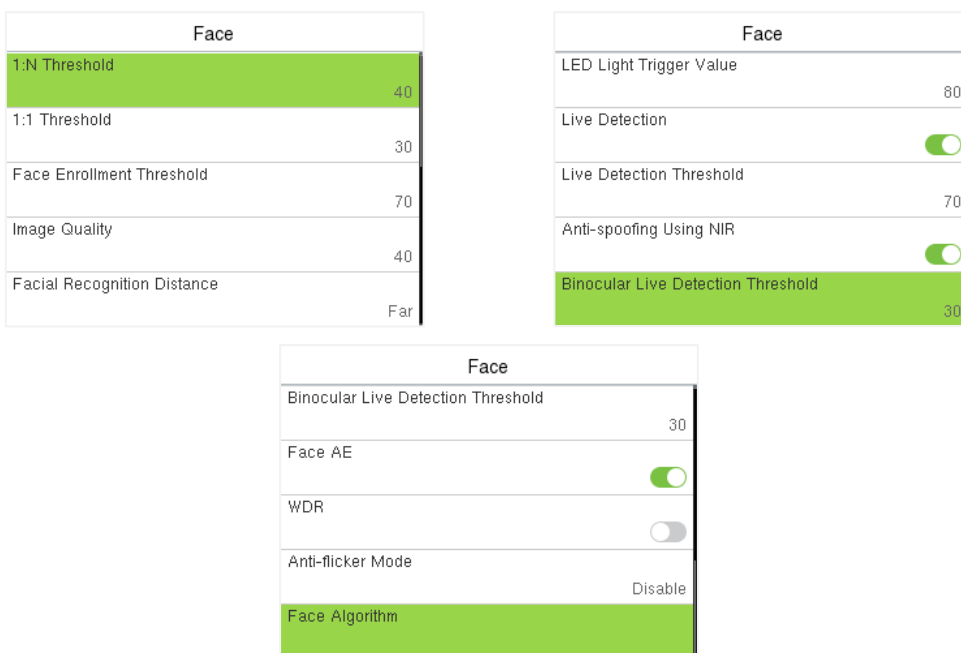 Face
1:N Threshold
40
1:1 Threshold
30
Face Enrollment Threshold
70
Image Quality
40
Facial Recognition Distance
Far
Face
LED Light Trigger Value
80
Live Detection
Live Detection Threshold
70
Anti-spoofing Using NIR
Binocular Live Detection Threshold
30
Face
Binocular Live Detection Threshold
30
Face AE
WDR
Anti-flicker Mode
Disable
Face Algorithm